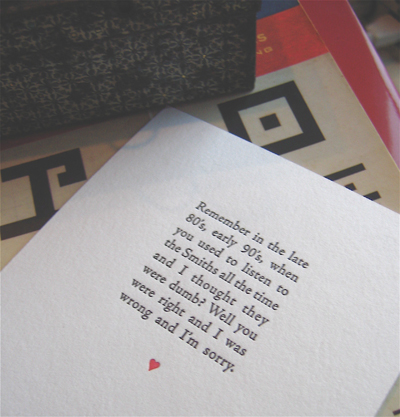 Remember in the late
80's, early 90's, when
you used to listen to
the Smiths all the time
and I thought they
were dumb? Well you
were right and I was
wrong and I'm sorry.